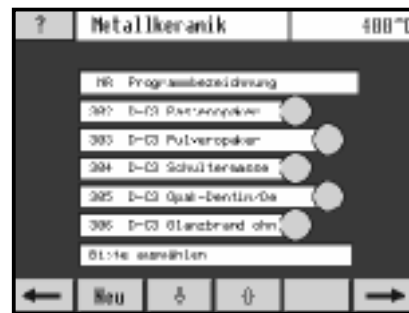 ? Metallkeramik 400°C
NR Programmbezeichnung
302 D-C3 Pastenopaker
303 D-C3 Pulveropaker
304 D-C3 Schultermasse
305 D-C3 Opak-Dentin/De
306 D-C3 Glanzbrand ohn
Bitte auswählen
Neu